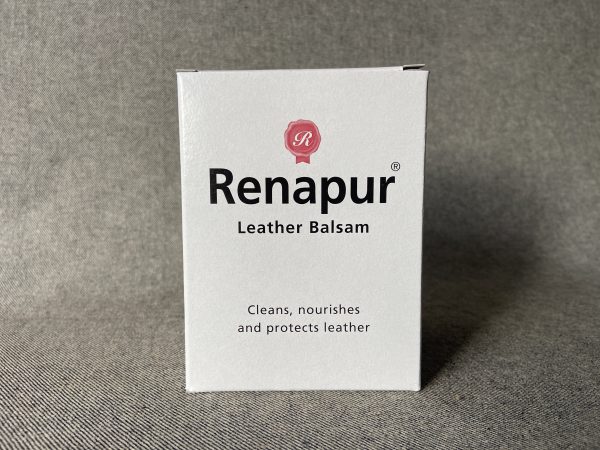 R
Renapur®
Leather Balsam
Cleans, nourishes
and protects leather